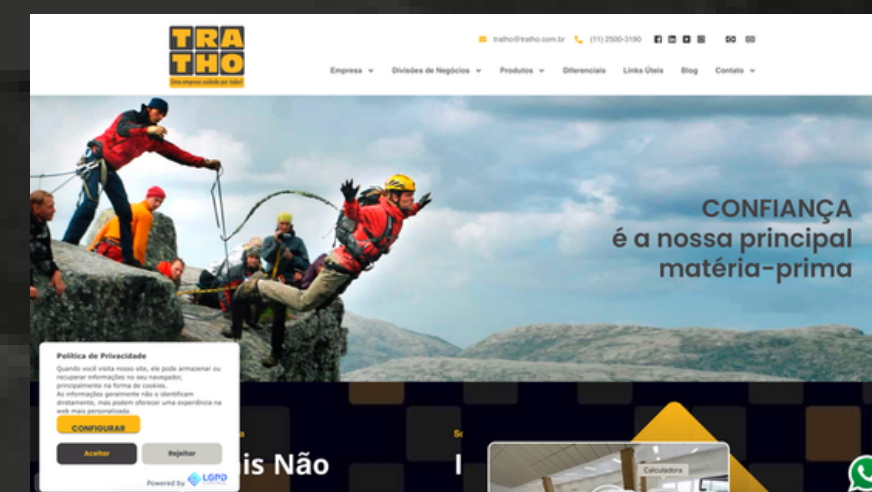 TRA
THO
Uma empresa voltada por todos!
tratho@tratho.com.br (11) 2500-3190
Empresa Divisões de Negócios Produtos Diferenciais Links Úteis Blog Contato
CONFIANÇA
é a nossa principal
matéria-prima
Política de Privacidade
Quando você visita nosso site, ele pode armazenar ou
recuperar informações no seu navegador,
principalmente na forma de cookies.
As informações geralmente não o identificam
diretamente, mas podem oferecer uma experiência na
web mais personalizada.
CONFIGURAR
Aceitar Rejeitar
Powered by LGPD
is Não
Calculadora